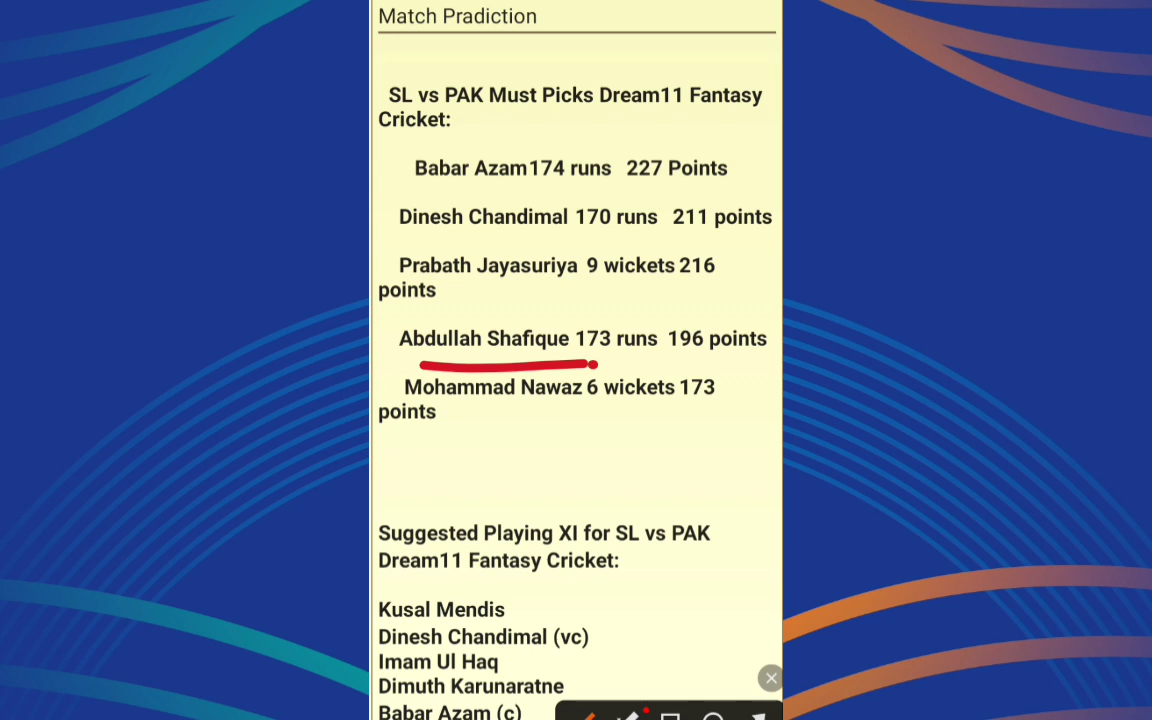 Match Pradiction
SL vs PAK Must Picks Dream11 Fantasy
Cricket:
Babar Azam 174 runs 227 Points
Dinesh Chandimal 170 runs 211 points
Prabath Jayasuriya 9 wickets 216
points
Abdullah Shafique 173 runs 196 points
Mohammad Nawaz 6 wickets 173
points
Suggested Playing XI for SL vs PAK
Dream11 Fantasy Cricket:
Kusal Mendis
Dinesh Chandimal (vc)
Imam Ul Haq
Dimuth Karunaratne
Babar Azam (c)